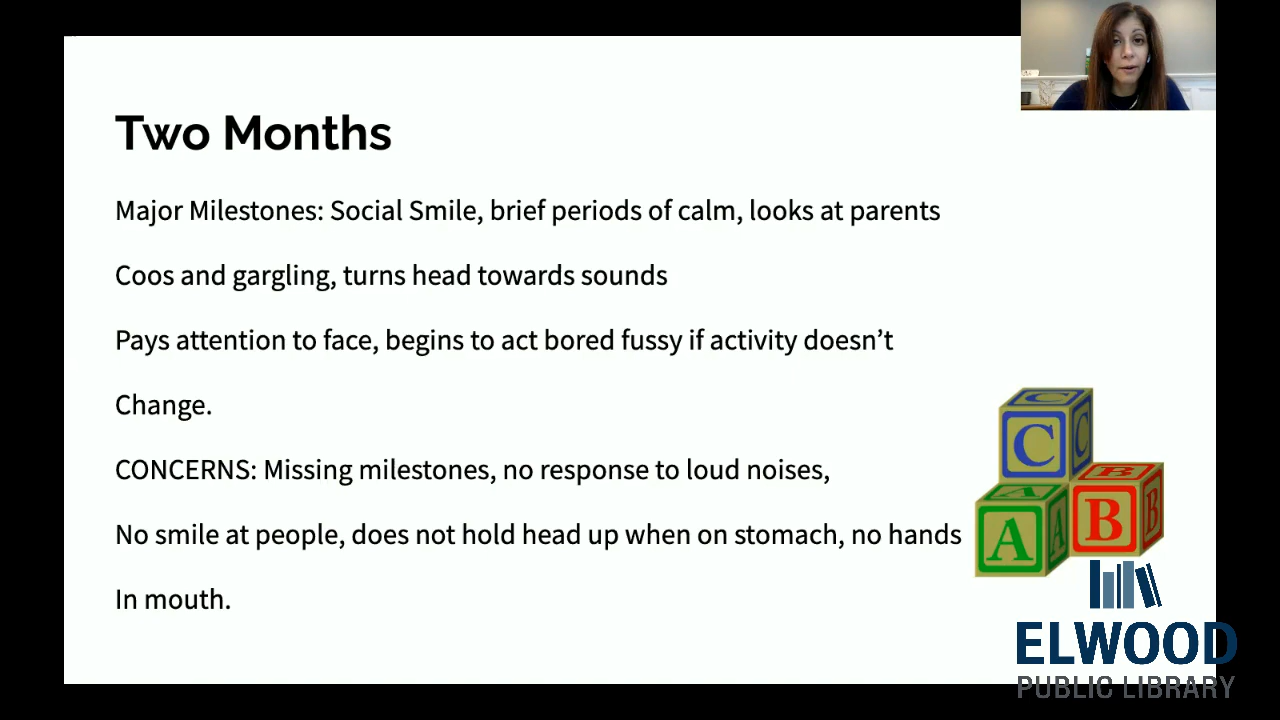 Two Months
Major Milestones: Social Smile, brief periods of calm, looks at parents
Coos and gargling, turns head towards sounds
Pays attention to face, begins to act bored fussy if activity doesn’t
Change.
CONCERNS: Missing milestones, no response to loud noises,
No smile at people, does not hold head up when on stomach, no hands
In mouth.
C C C
B B B
A A A
ELWOOD
PUBLIC LIBRARY